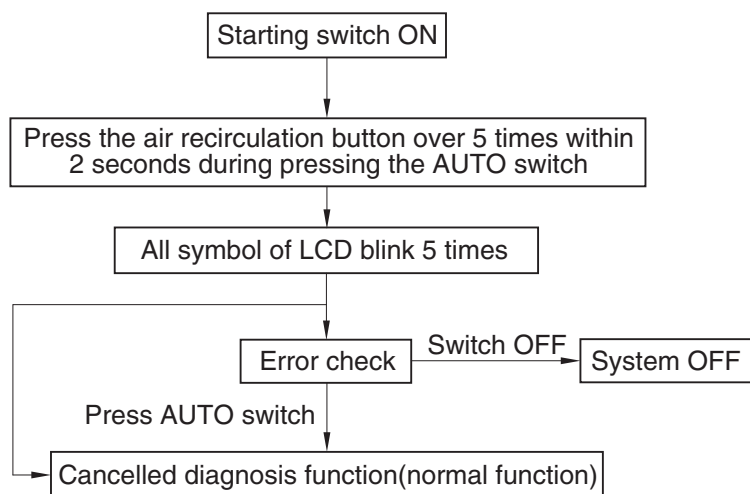 Starting switch ON
Press the air recirculation button over 5 times within
2 seconds during pressing the AUTO switch
All symbol of LCD blink 5 times
Error check
Switch OFF
System OFF
Press AUTO switch
Cancelled diagnosis function(normal function)